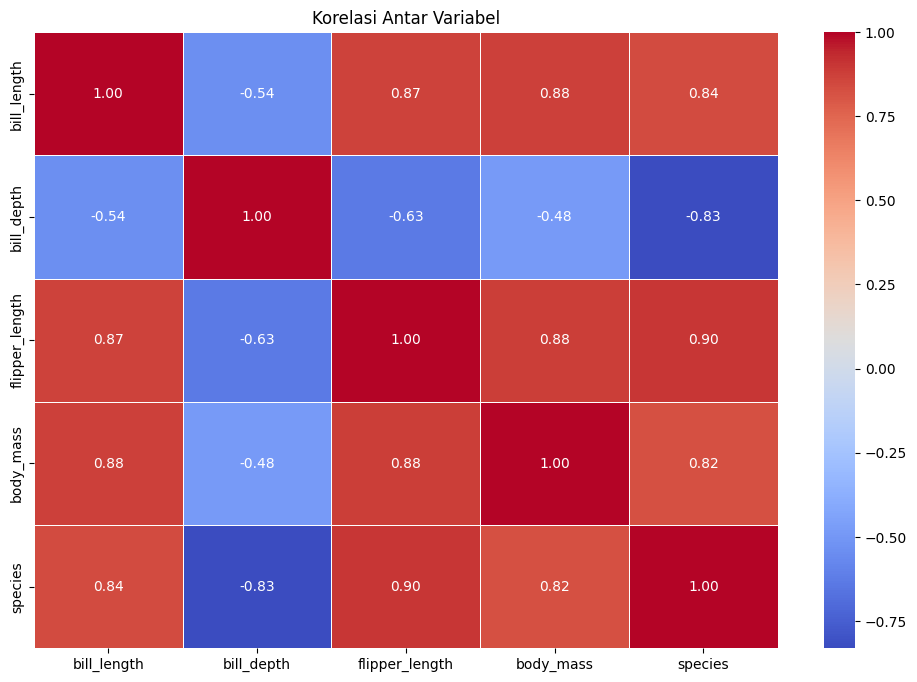 Korelasi Antar Variabel
bill_length
1.00 -0.54 0.87 0.88 0.84
bill_depth
-0.54 1.00 -0.63 -0.48 -0.83
flipper_length
0.87 -0.63 1.00 0.88 0.90
body_mass
0.88 -0.48 0.88 1.00 0.82
species
0.84 -0.83 0.90 0.82 1.00
bill_length bill_depth flipper_length body_mass species
1.00
0.75
0.50
0.25
0.00
−0.25
−0.50
−0.75